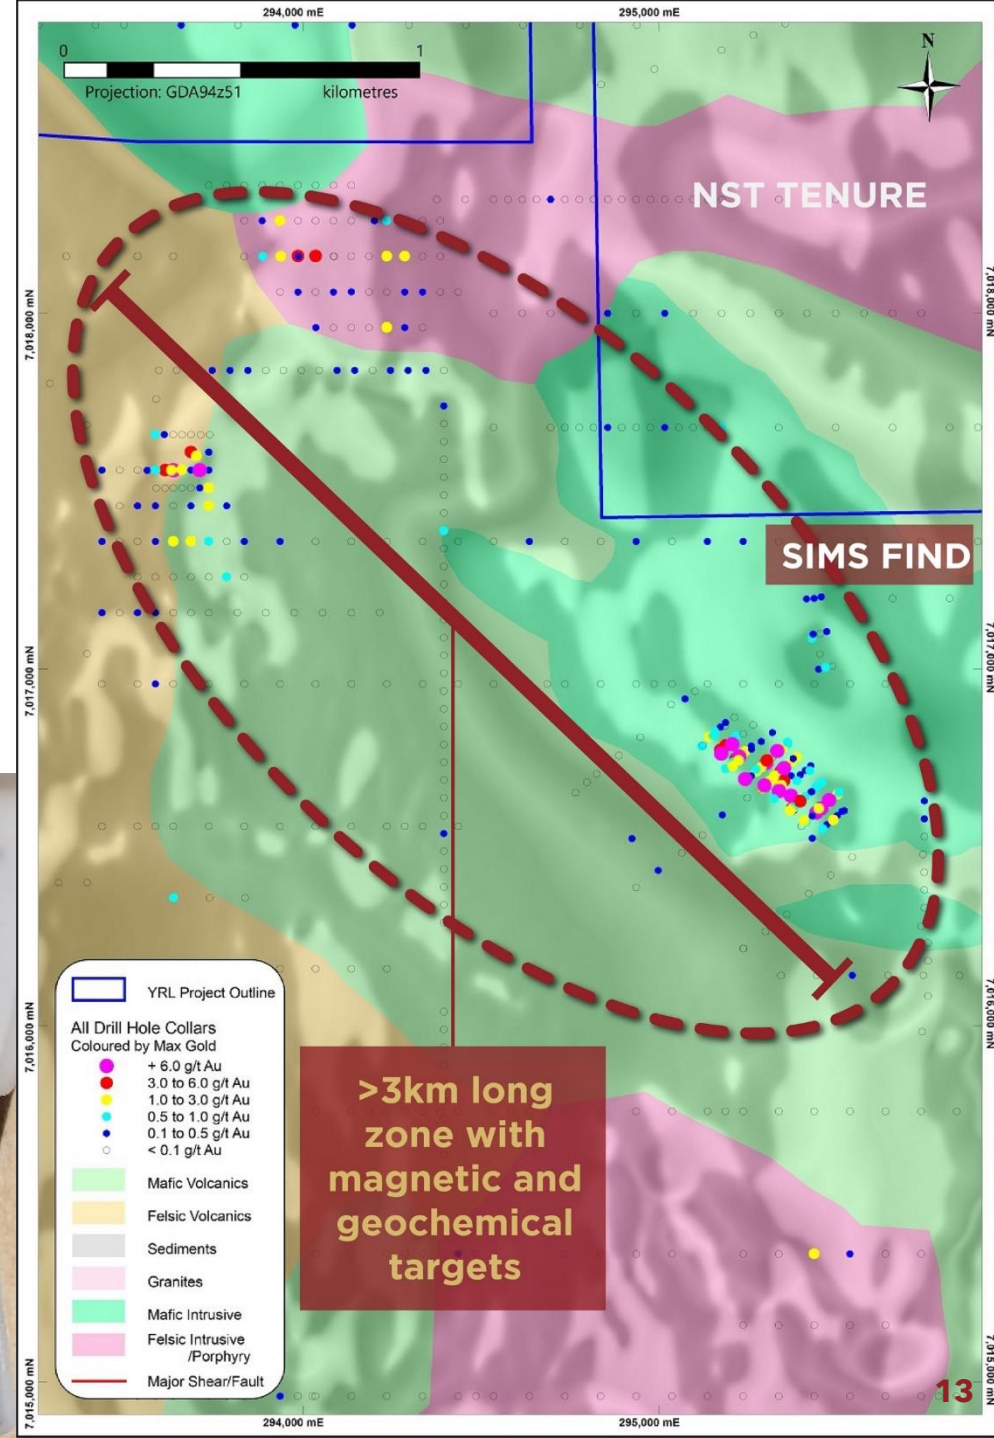 294,000 mE
295,000 mE
0
1
Projection: GDA94z51
kilometres
N
NST TENURE
7,018,000 mN
7,018,000 mN
SIMS FIND
7,017,000 mN
7,017,000 mN
7,016,000 mN
7,016,000 mN
YRL Project Outline
All Drill Hole Collars
Coloured by Max Gold
+ 6.0 g/t Au
3.0 to 6.0 g/t Au
1.0 to 3.0 g/t Au
0.5 to 1.0 g/t Au
0.1 to 0.5 g/t Au
< 0.1 g/t Au
Mafic Volcanics
Felsic Volcanics
Sediments
Granites
Mafic Intrusive
Felsic Intrusive
/Porphyry
Major Shear/Fault
>3km long
zone with
magnetic and
geochemical
targets
7,015,000 mN
7,015,000 mN
13
294,000 mE
295,000 mE